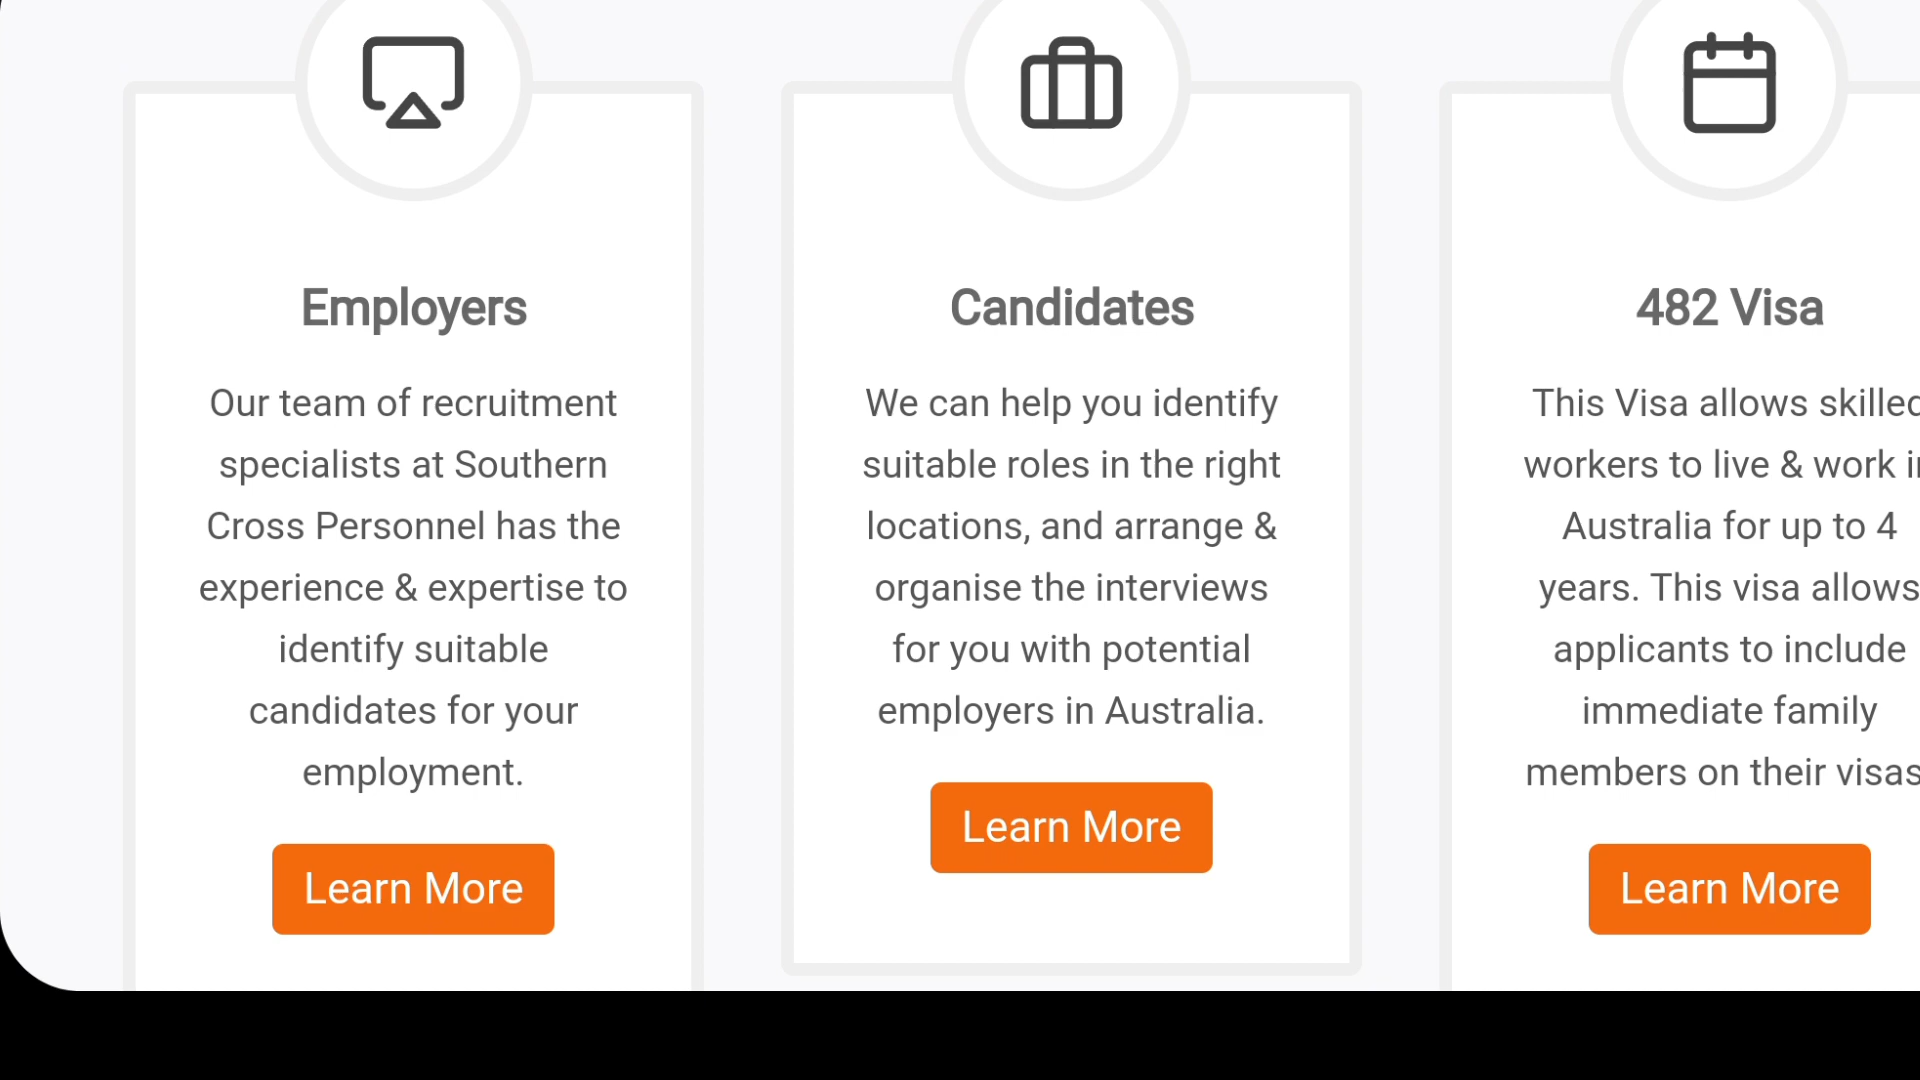 Employers
Our team of recruitment
specialists at Southern
Cross Personnel has the
experience & expertise to
identify suitable
candidates for your
employment.
Learn More
Candidates
We can help you identify
suitable roles in the right
locations, and arrange &
organise the interviews
for you with potential
employers in Australia.
Learn More
482 Visa
This Visa allows skilled
workers to live & work in
Australia for up to 4
years. This visa allows
applicants to include
immediate family
members on their visas
Learn More